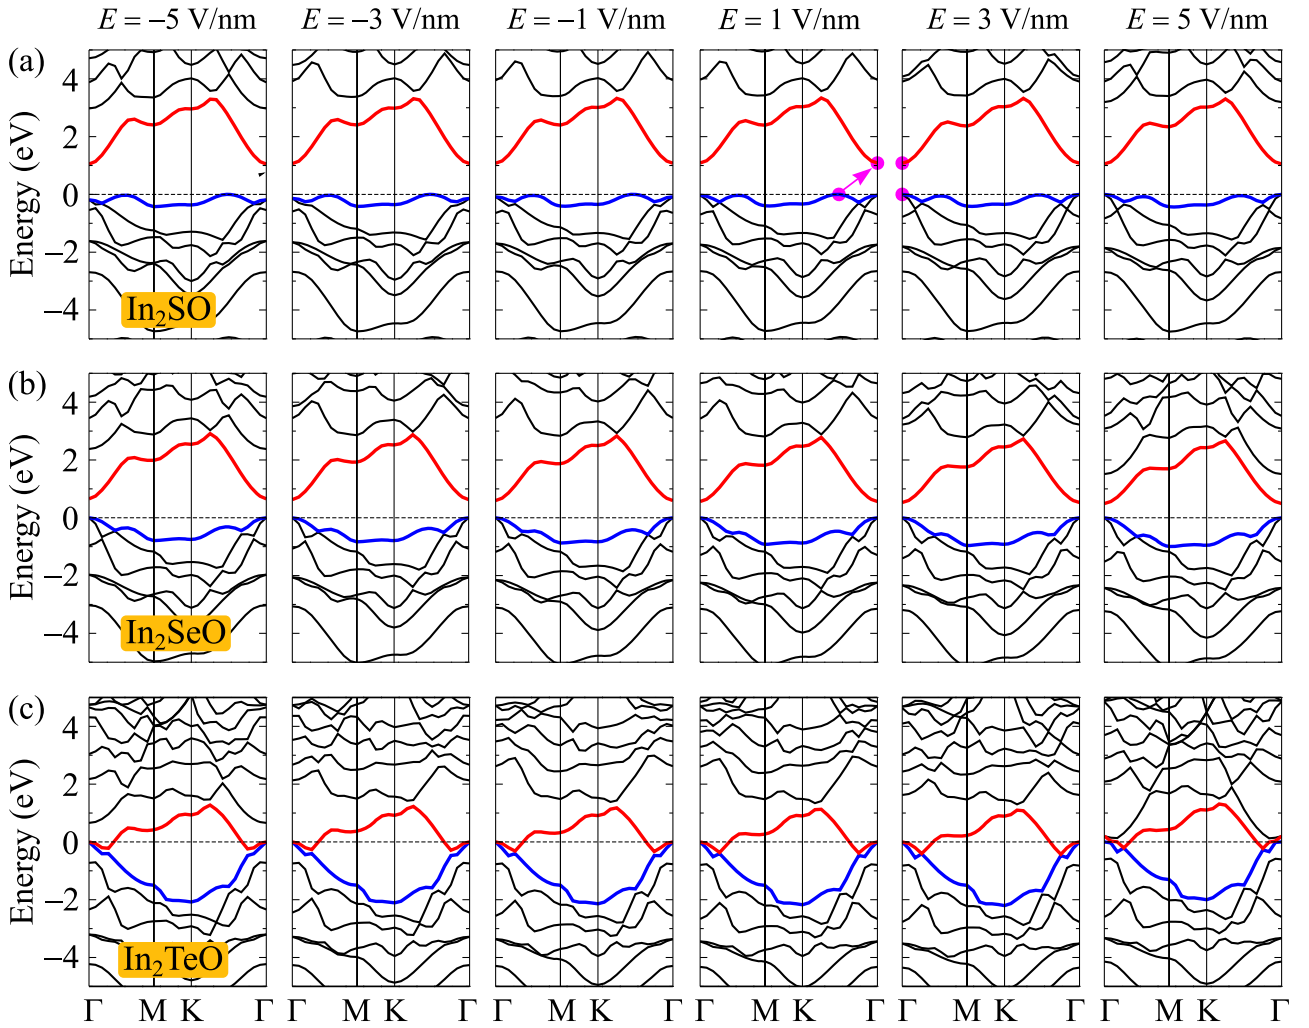 E = −5 V/nm E = −3 V/nm E = −1 V/nm E = 1 V/nm E = 3 V/nm E = 5 V/nm
(a)
Energy (eV)
4
2
0
−2
−4
In₂SO
(b)
Energy (eV)
4
2
0
−2
−4
In₂SeO
(c)
Energy (eV)
4
2
0
−2
−4
In₂TeO
Γ M K Γ Γ M K Γ Γ M K Γ Γ M K Γ Γ M K Γ Γ M K Γ